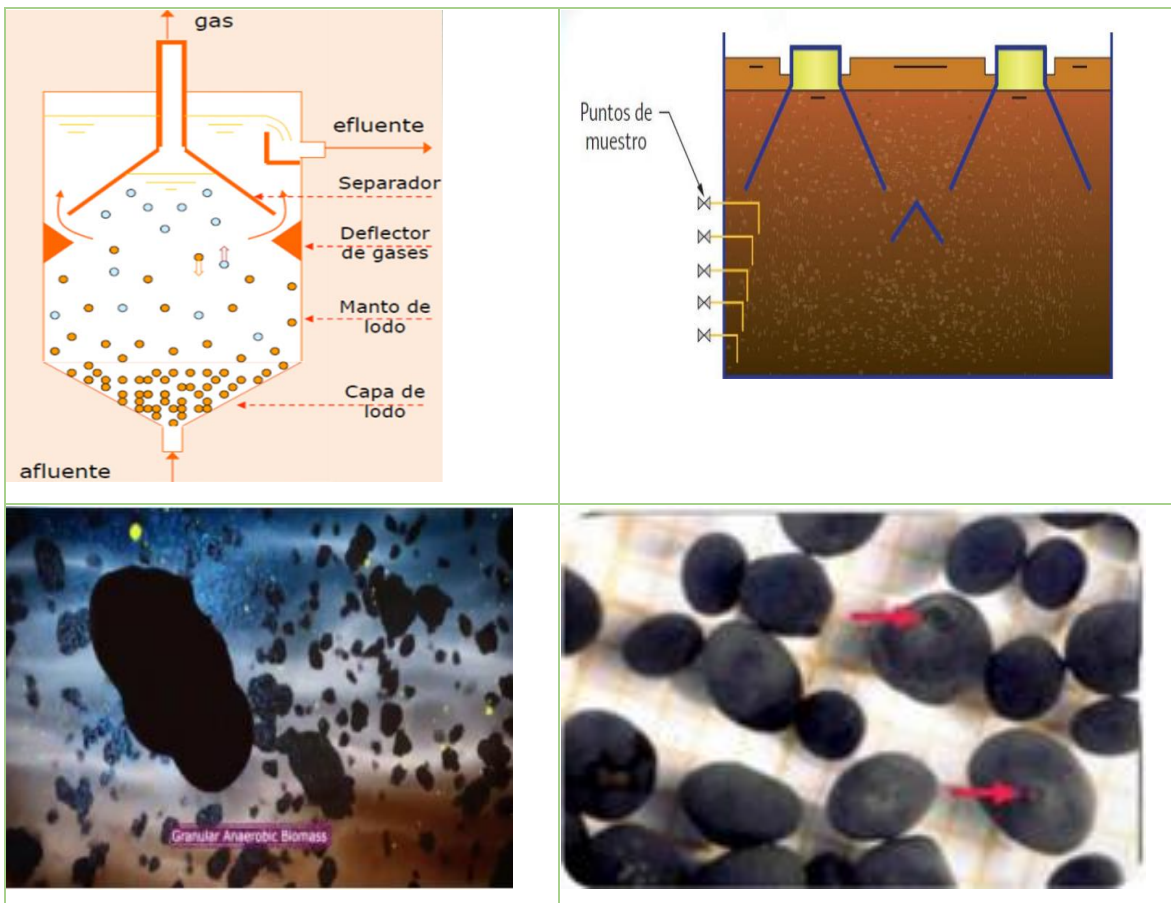 gas
efluente
Separador
Deflector
de gases
Manto de
lodo
Capa de
lodo
afluente
Puntos de
muestro
Granular Anaerobic Biomass